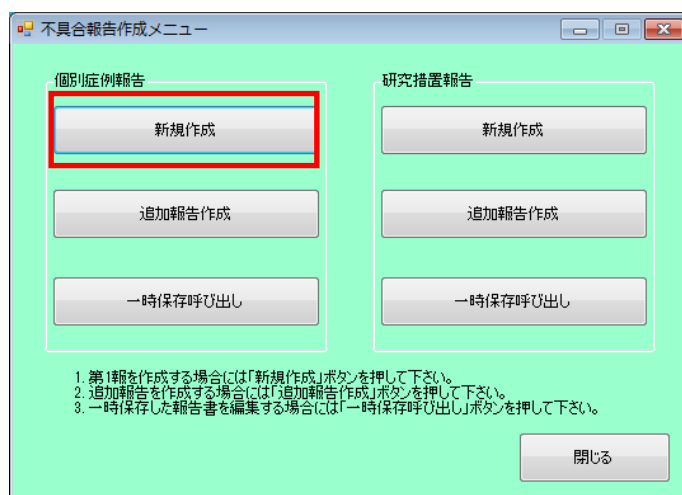 不具合報告作成メニュー
個別症例報告
新規作成
追加報告作成
一時保存呼び出し
研究措置報告
新規作成
追加報告作成
一時保存呼び出し
1. 第1報を作成する場合には「新規作成」ボタンを押して下さい。
2. 追加報告を作成する場合には「追加報告作成」ボタンを押して下さい。
3. 一時保存した報告書を編集する場合には「一時保存呼び出し」ボタンを押して下さい。
閉じる